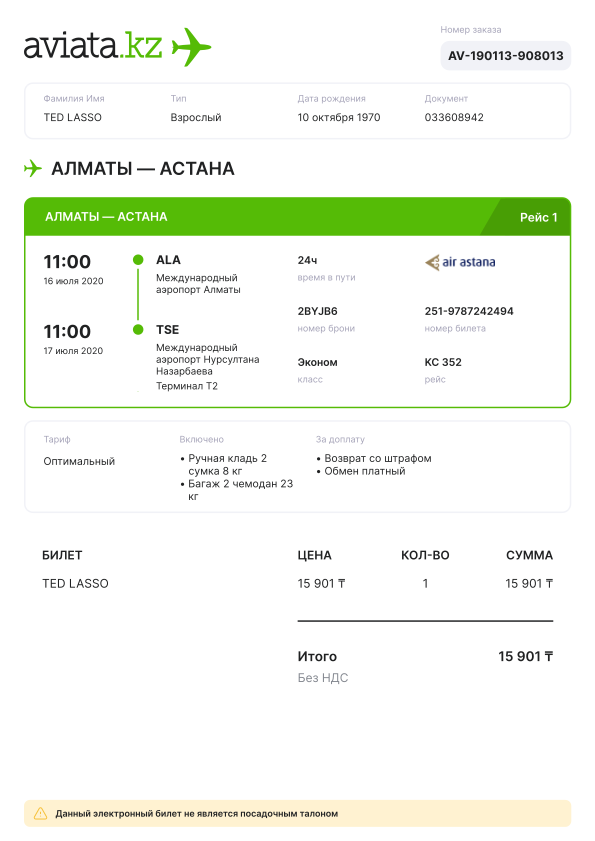 aviata.kz
Номер заказа
AV-190113-908013
Фамилия Имя
Тип
Дата рождения
Документ
TED LASSO
Взрослый
10 октября 1970
033608942
АЛМАТЫ — АСТАНА
АЛМАТЫ — АСТАНА
Рейс 1
11:00
16 июля 2020
ALA
Международный
аэропорт Алматы
24ч
время в пути
air astana
11:00
17 июля 2020
TSE
Международный
аэропорт Нурсултана
Назарбаева
Терминал T2
2BYJB6
номер брони
251-9787242494
номер билета
Эконом
класс
KC 352
рейс
Тариф
Оптимальный
Включено
• Ручная кладь 2
сумка 8 кг
• Багаж 2 чемодан 23
кг
За доплату
• Возврат со штрафом
• Обмен платный
БИЛЕТ
ЦЕНА
КОЛ-ВО
СУММА
TED LASSO
15 901 ₸
1
15 901 ₸
Итого
15 901 ₸
Без НДС
Данный электронный билет не является посадочным талоном